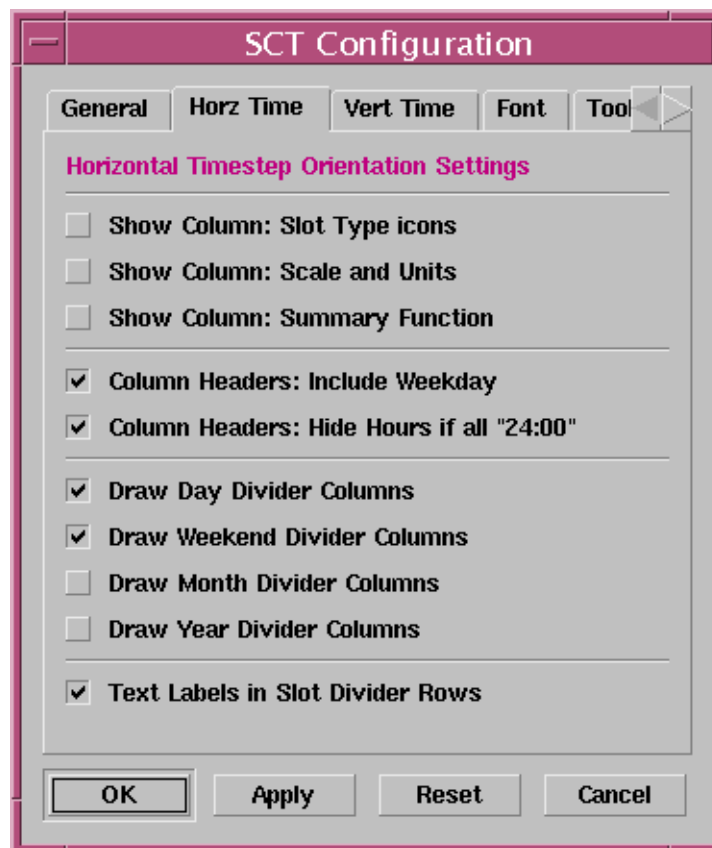 SCT Configuration
General Horz Time Vert Time Font Tool
Horizontal Timestep Orientation Settings
Show Column: Slot Type icons
Show Column: Scale and Units
Show Column: Summary Function
Column Headers: Include Weekday
Column Headers: Hide Hours if all "24:00"
Draw Day Divider Columns
Draw Weekend Divider Columns
Draw Month Divider Columns
Draw Year Divider Columns
Text Labels in Slot Divider Rows
OK Apply Reset Cancel